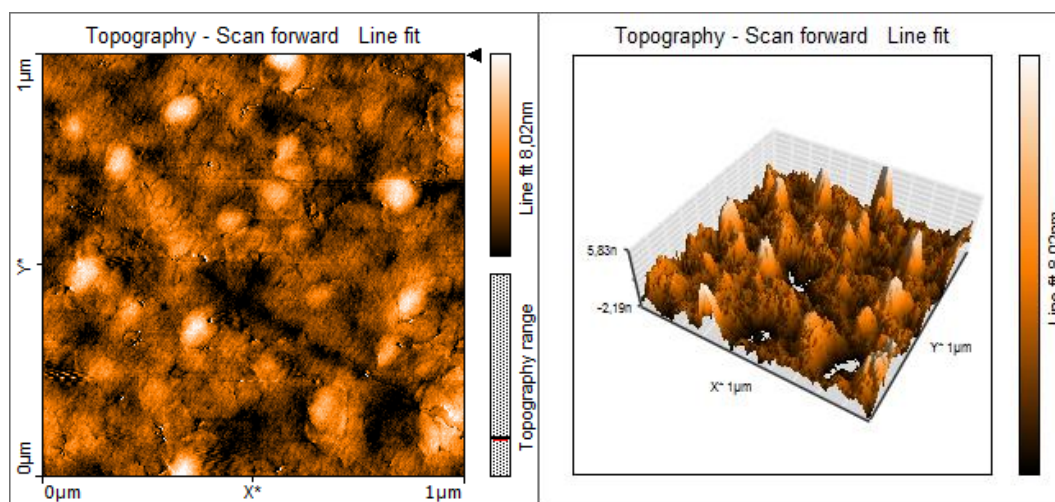 Topography - Scan forward Line fit
1µm
Y*
0µm
0µm
X*
1µm
Line fit 8,02nm
Topography range
Topography - Scan forward Line fit
5,83n
-2,19n
X* 1µm
Y* 1µm
Line fit 8,02nm